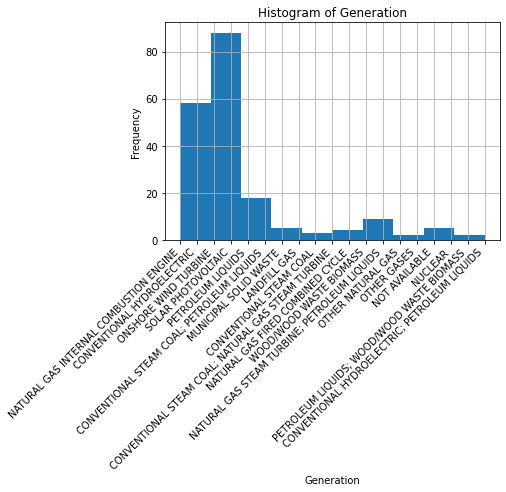 Histogram of Generation
Frequency
80
60
40
20
0
NATURAL GAS INTERNAL COMBUSTION ENGINE
CONVENTIONAL HYDROELECTRIC
ONSHORE WIND TURBINE
SOLAR PHOTOVOLTAIC
PETROLEUM LIQUIDS
CONVENTIONAL STEAM COAL; PETROLEUM LIQUIDS
MUNICIPAL SOLID WASTE
LANDFILL GAS
CONVENTIONAL STEAM COAL
CONVENTIONAL STEAM COAL; NATURAL GAS STEAM TURBINE
NATURAL GAS FIRED COMBINED CYCLE
WOOD/WOOD WASTE BIOMASS
NATURAL GAS STEAM TURBINE; PETROLEUM LIQUIDS
OTHER NATURAL GAS
OTHER GASES
NOT AVAILABLE
NUCLEAR
PETROLEUM LIQUIDS; WOOD/WOOD WASTE BIOMASS
CONVENTIONAL HYDROELECTRIC; PETROLEUM LIQUIDS
Generation